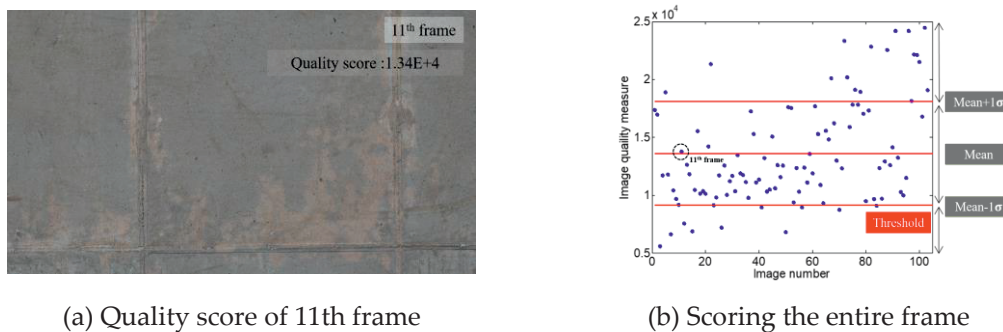 11th frame
Quality score :1.34E+4
x 10⁴
2.5
2
1.5
1
0.5
0
20
40
60
80
100
Image quality measure
Image number
11th frame
Mean+1σ
Mean
Mean-1σ
Threshold
(a) Quality score of 11th frame
(b) Scoring the entire frame